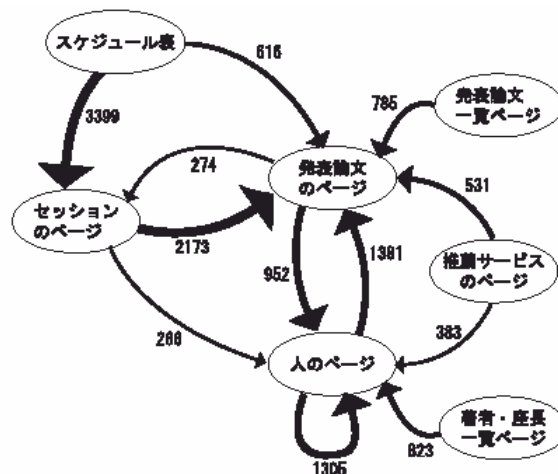 スケジュール表
616
3399
785
発表論文
一覧ページ
274
発表論文
のページ
531
セッション
のページ
2173
1381
952
推薦サービス
のページ
266
383
人のページ
著者・座長
一覧ページ
823
1305